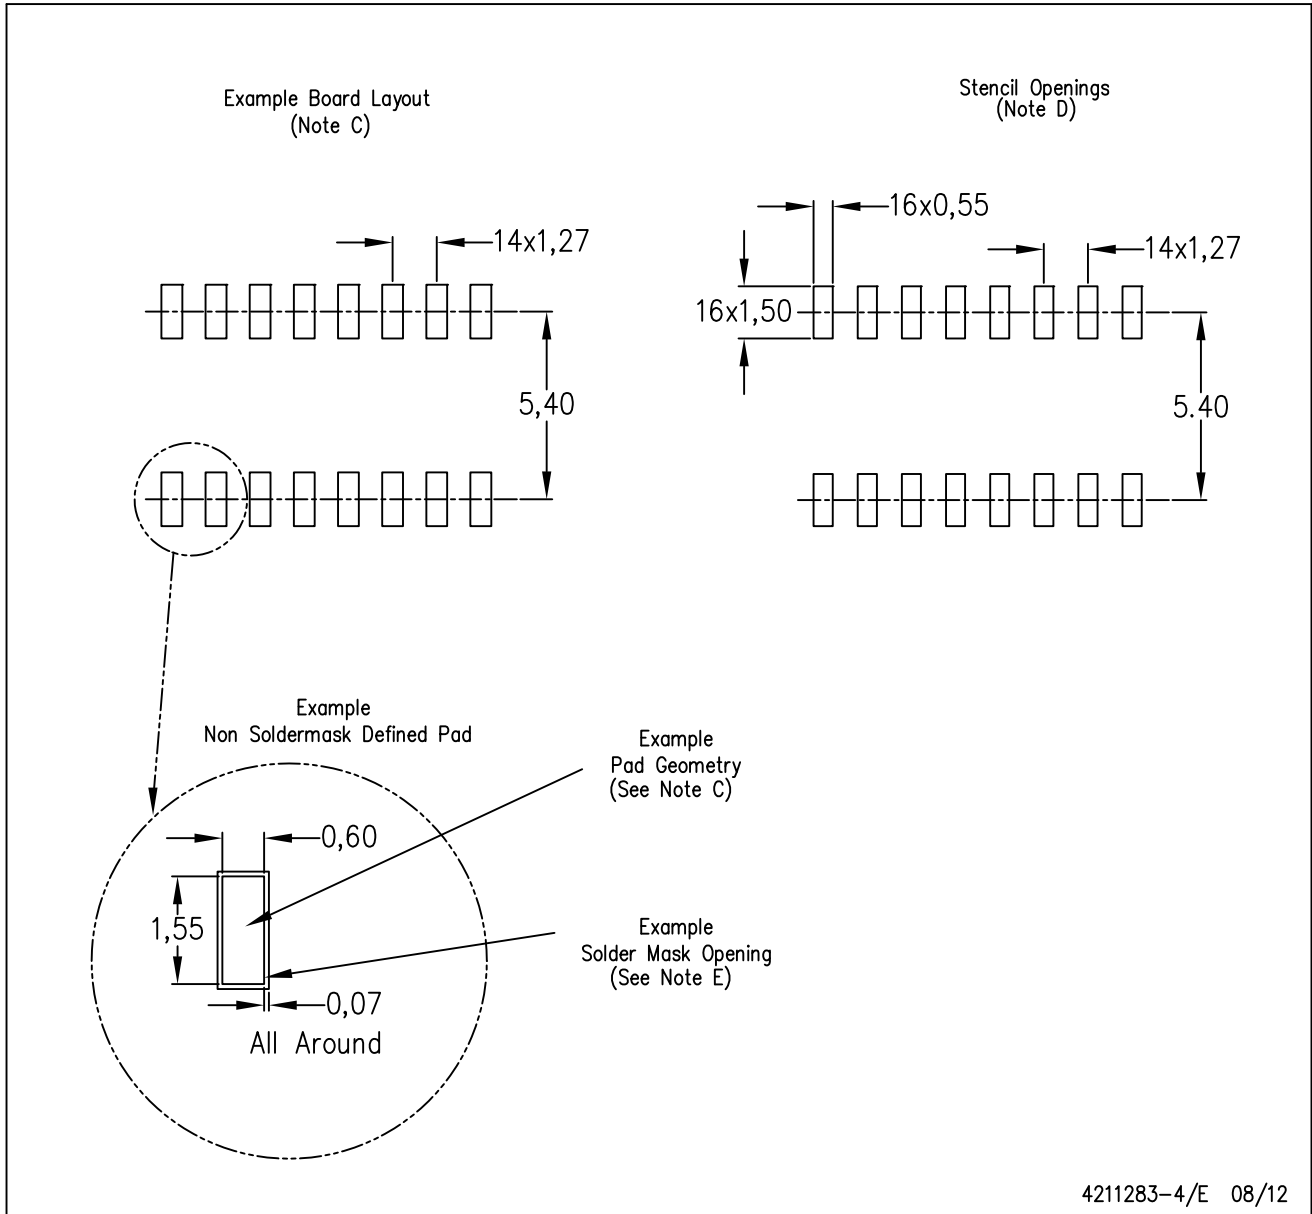 Example Board Layout
(Note C)
Stencil Openings
(Note D)
14x1,27
5,40
16x0,55
14x1,27
16x1,50
5.40
Example
Non Soldermask Defined Pad
Example
Pad Geometry
(See Note C)
0,60
1,55
Example
Solder Mask Opening
(See Note E)
0,07
All Around
4211283-4/E 08/12